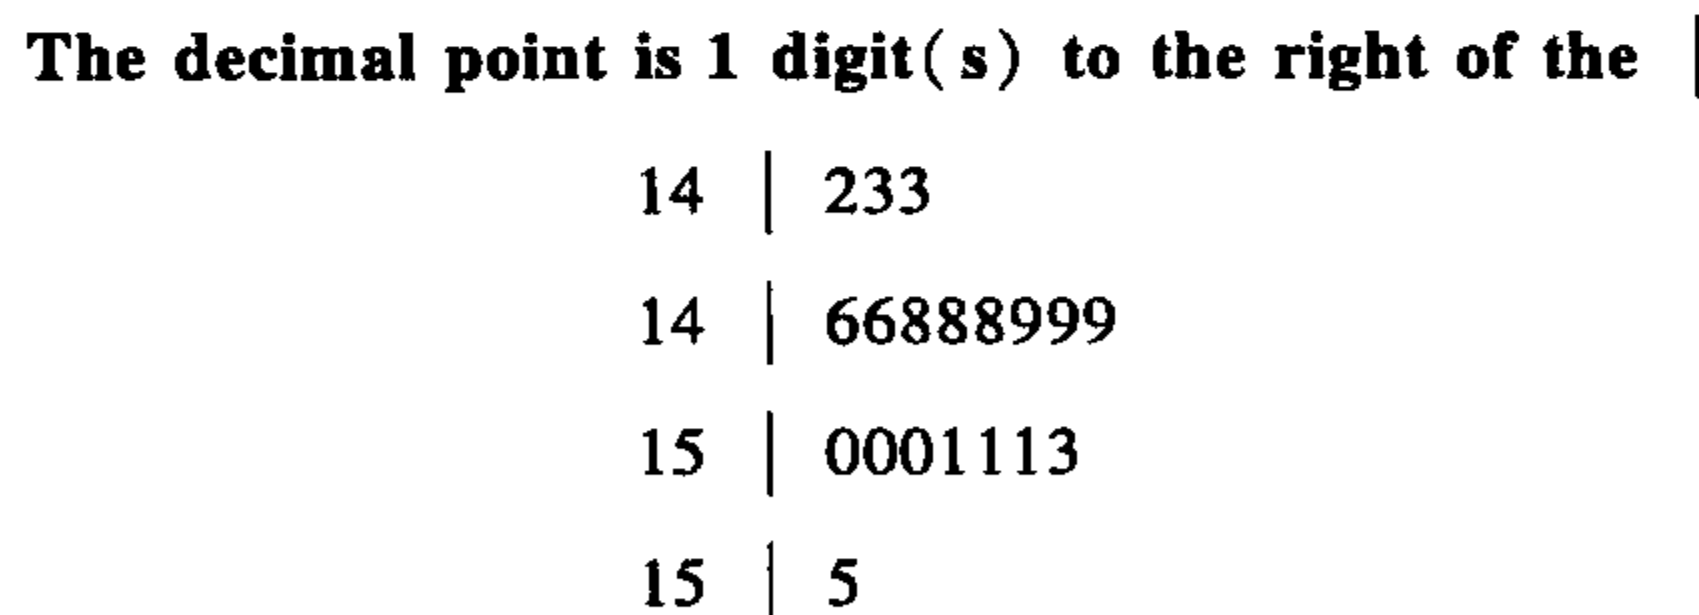 The decimal point is 1 digit(s) to the right of the |
14 | 233
14 | 66888999
15 | 0001113
15 | 5